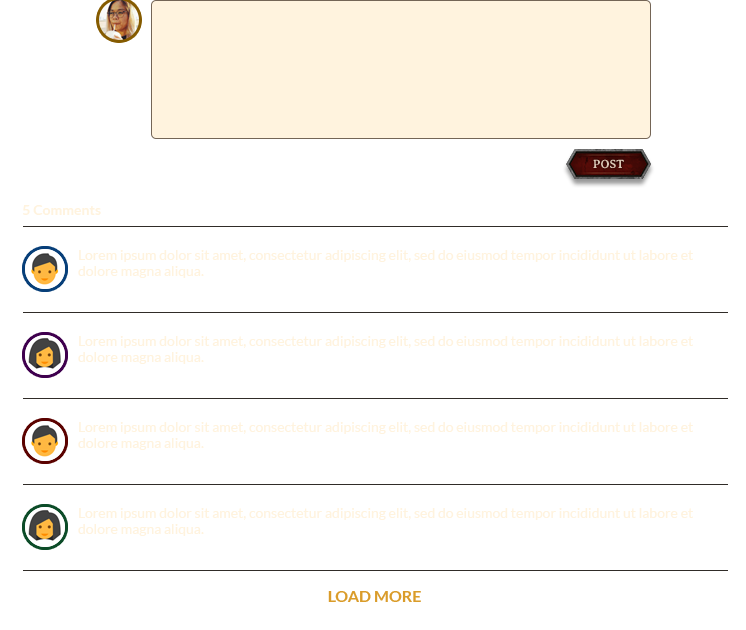 POST
5 Comments
Lorem ipsum dolor sit amet, consectetur adipiscing elit, sed do eiusmod tempor incididunt ut labore et
dolore magna aliqua.
Lorem ipsum dolor sit amet, consectetur adipiscing elit, sed do eiusmod tempor incididunt ut labore et
dolore magna aliqua.
Lorem ipsum dolor sit amet, consectetur adipiscing elit, sed do eiusmod tempor incididunt ut labore et
dolore magna aliqua.
Lorem ipsum dolor sit amet, consectetur adipiscing elit, sed do eiusmod tempor incididunt ut labore et
dolore magna aliqua.
LOAD MORE